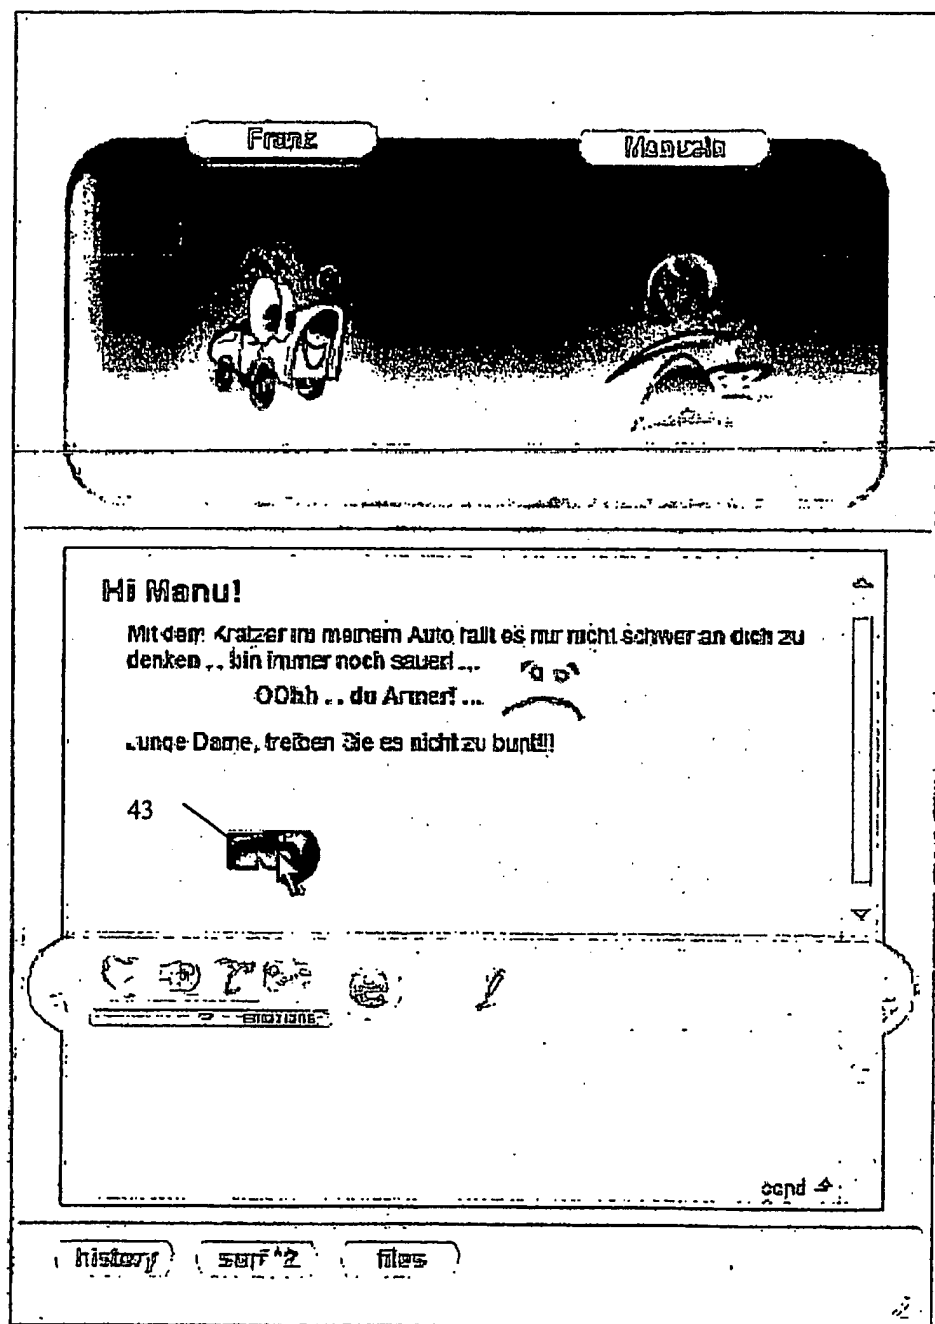 Franz
Hi Manu!
Mit dem Kratzer in meinem Auto fällt es mir nicht schwer an dich zu
denken ... bin immer noch sauer! ...
OOhh ... du Armer! ...
Junge Dame, treiben Sie es nicht zu bunt!!!
43
EMOTIONS
send
history
surf *2
files